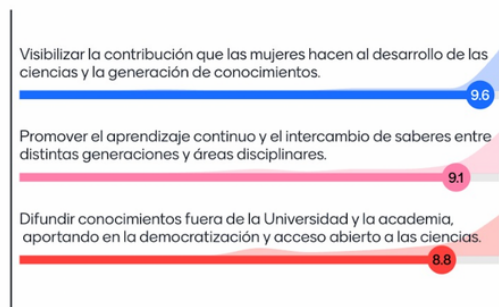 Visibilizar la contribución que las mujeres hacen al desarrollo de las
ciencias y la generación de conocimientos.
9.6
Promover el aprendizaje continuo y el intercambio de saberes entre
distintas generaciones y áreas disciplinares.
9.1
Difundir conocimientos fuera de la Universidad y la academia,
aportando en la democratización y acceso abierto a las ciencias.
8.8